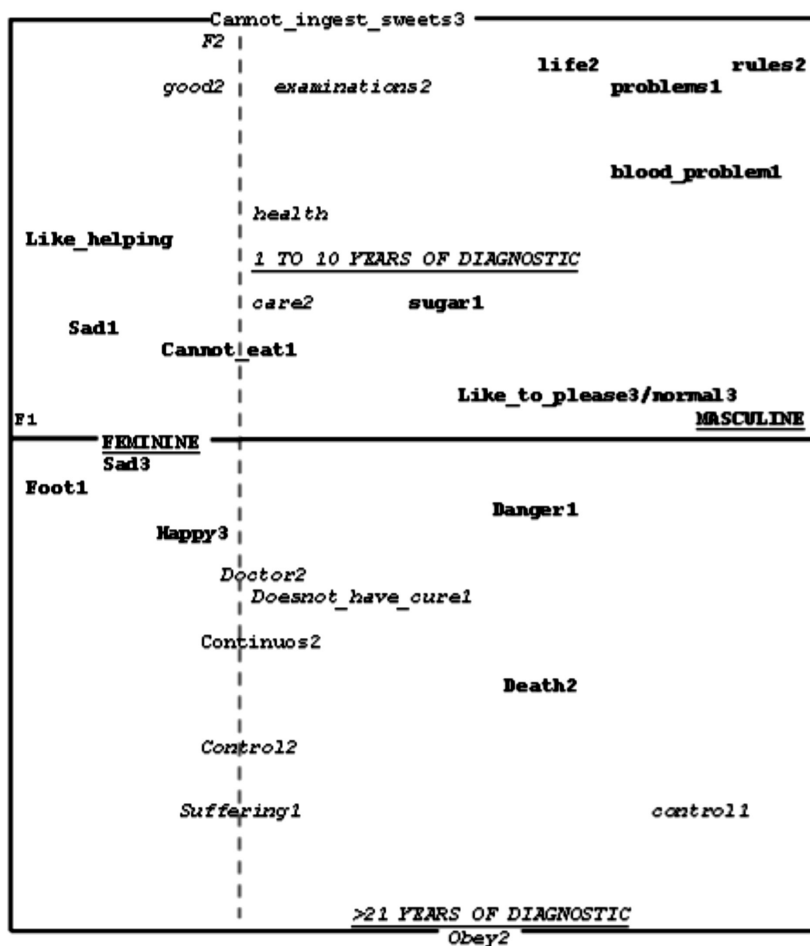 Cannot_ingest_sweets3
F2
life2 rules2
good2 examinations2 problems1
blood_problem1
health
Like_helping
1 TO 10 YEARS OF DIAGNOSTIC
care2 sugar1
Sad1
Cannot_eat1
Like_to_please3/normal3
F1 MASCULINE
FEMININE
Sad3
Foot1
Danger1
Happy3
Doctor2
Doesnot_have_cure1
Continuos2
Death2
Control2
Suffering1 control1
>21 YEARS OF DIAGNOSTIC
Obey2